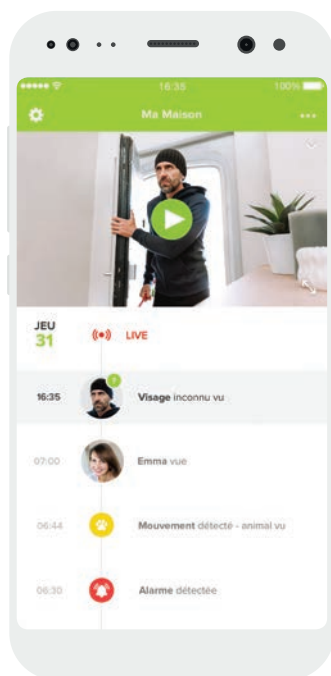 16:35
100%
Ma Maison
JEU
31
LIVE
16:35
?
Visage inconnu vu
07:00
Emma vue
06:44
Mouvement détecté - animal vu
06:30
Alarme détectée